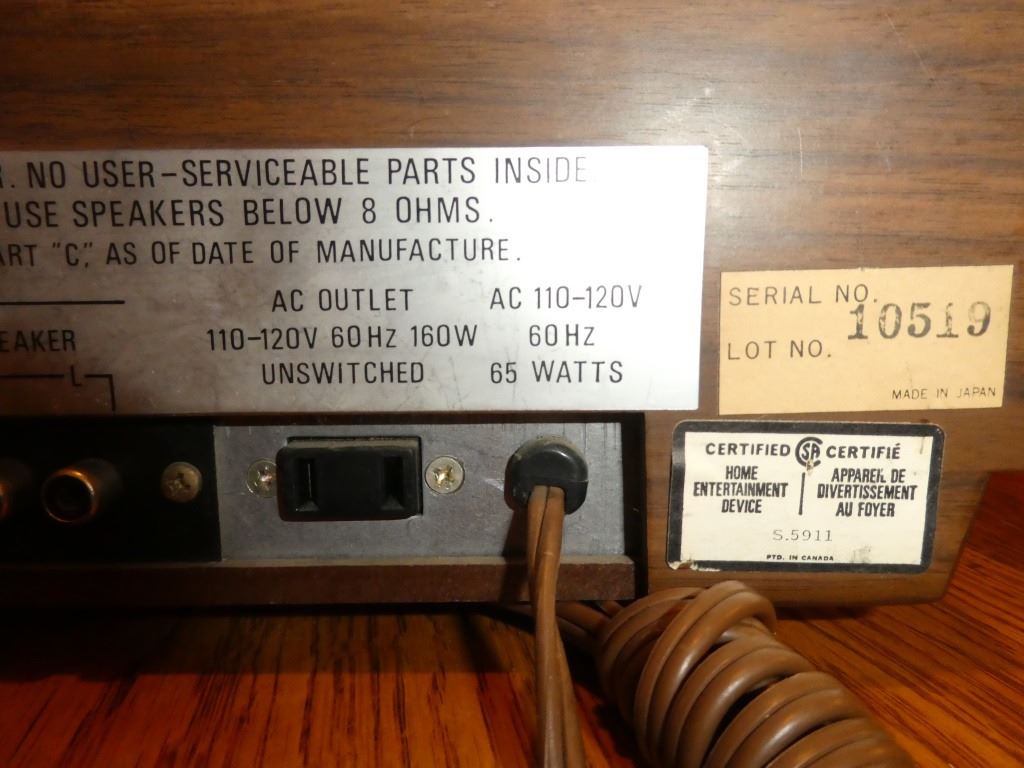 . NO USER-SERVICEABLE PARTS INSIDE.
USE SPEAKERS BELOW 8 OHMS.
ART "C", AS OF DATE OF MANUFACTURE.
AC OUTLET
110-120V 60Hz 160W
UNSWITCHED
AC 110-120V
60Hz
65 WATTS
EAKER
L
SERIAL NO.
10519
LOT NO.
MADE IN JAPAN
CERTIFIED SA CERTIFIÉ
HOME
ENTERTAINMENT
DEVICE
APPAREIL DE
DIVERTISSEMENT
AU FOYER
S.5911
PTD. IN CANADA